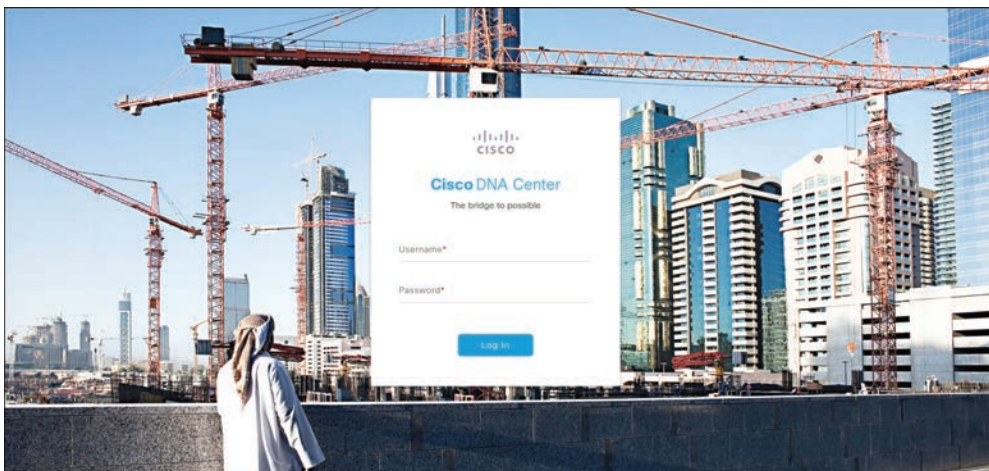 CISCO
Cisco DNA Center
The bridge to possible
Username*
Password*
Log In